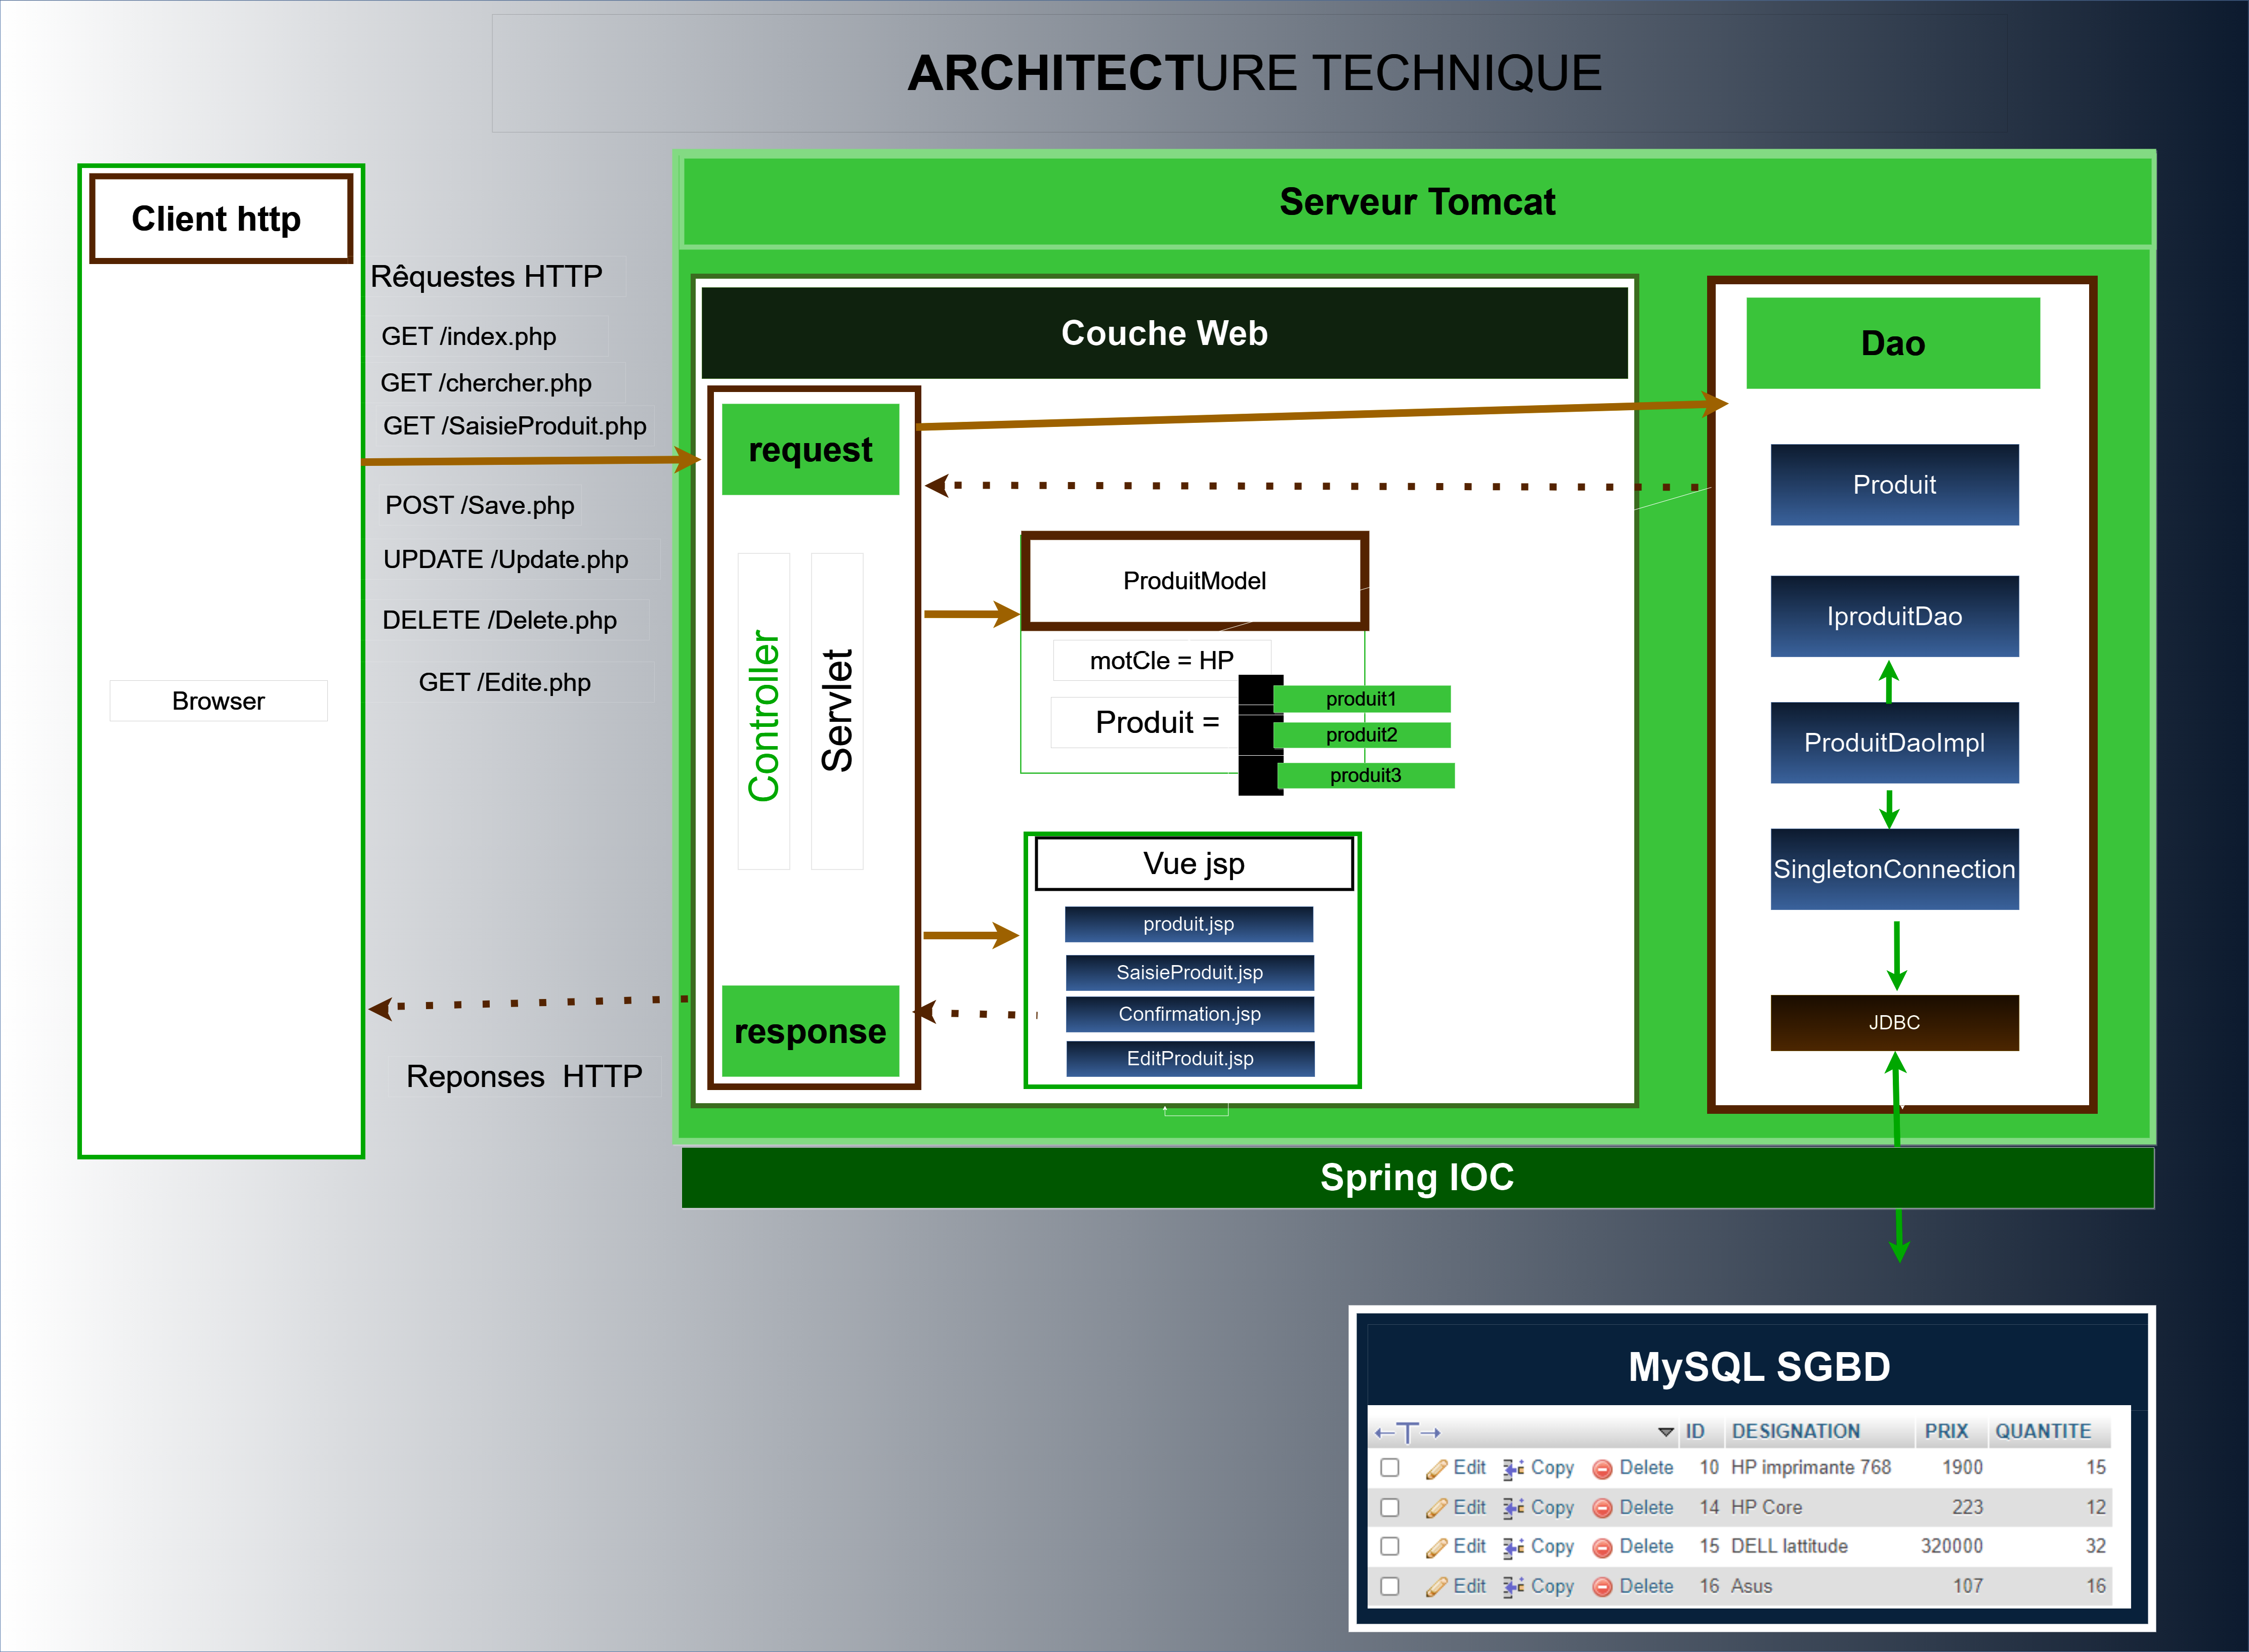 ARCHITECTURE TECHNIQUE
Client http
Browser
Rêquestes HTTP
GET /index.php
GET /chercher.php
GET /SaisieProduit.php
POST /Save.php
UPDATE /Update.php
DELETE /Delete.php
GET /Edite.php
Reponses HTTP
Serveur Tomcat
Couche Web
request
Controller
Servlet
response
ProduitModel
motCle = HP
Produit =
produit1
produit2
produit3
Vue jsp
produit.jsp
SaisieProduit.jsp
Confirmation.jsp
EditProduit.jsp
Dao
Produit
IproduitDao
ProduitDaoImpl
SingletonConnection
JDBC
Spring IOC
MySQL SGBD
←T→ ID DESIGNATION PRIX QUANTITE
Edit Copy Delete 10 HP imprimante 768 1900 15
Edit Copy Delete 14 HP Core 223 12
Edit Copy Delete 15 DELL lattitude 320000 32
Edit Copy Delete 16 Asus 107 16